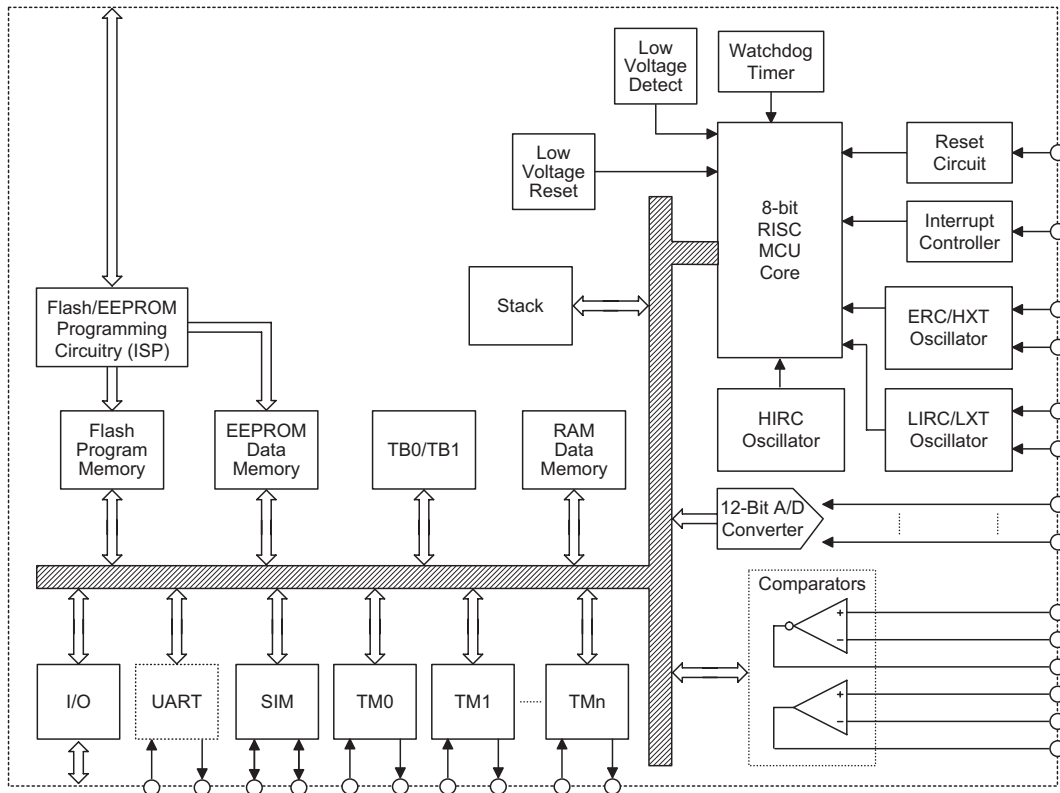 Low
Voltage
Detect
Watchdog
Timer
Low
Voltage
Reset
8-bit
RISC
MCU
Core
Reset
Circuit
Interrupt
Controller
Stack
Flash/EEPROM
Programming
Circuitry (ISP)
ERC/HXT
Oscillator
HIRC
Oscillator
LIRC/LXT
Oscillator
Flash
Program
Memory
EEPROM
Data
Memory
TB0/TB1
RAM
Data
Memory
12-Bit A/D
Converter
Comparators
+
−
+
−
I/O
UART
SIM
TM0
TM1
TMn